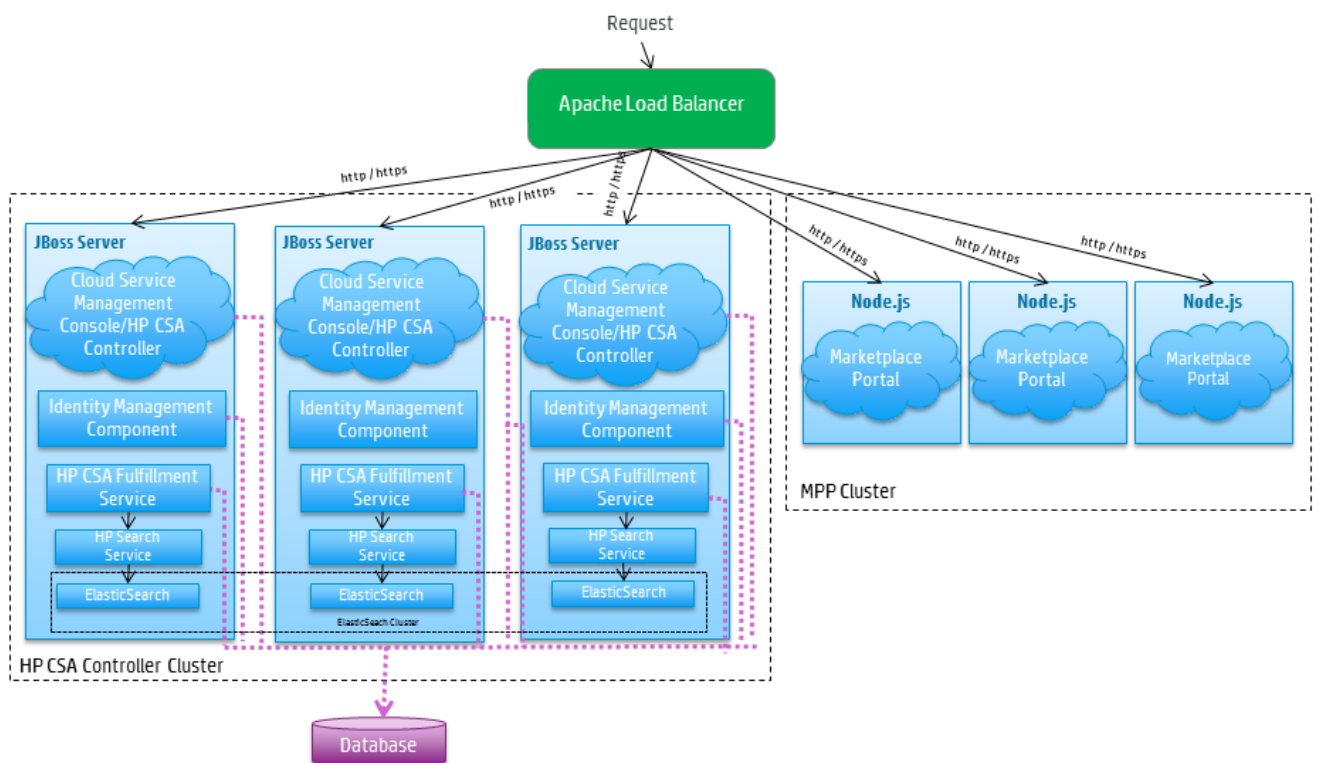 Request
Apache Load Balancer
http / https
http / https
http / https
http / https
http / https
http / https
JBoss Server
Cloud Service
Management
Console/HP CSA
Controller
Identity Management
Component
HP CSA Fulfillment
Service
HP Search
Service
ElasticSearch
JBoss Server
Cloud Service
Management
Console/HP CSA
Controller
Identity Management
Component
HP CSA Fulfillment
Service
HP Search
Service
ElasticSearch
JBoss Server
Cloud Service
Management
Console/HP CSA
Controller
Identity Management
Component
HP CSA Fulfillment
Service
HP Search
Service
ElasticSearch
ElasticSeach Cluster
HP CSA Controller Cluster
Node.js
Marketplace
Portal
Node.js
Marketplace
Portal
Node.js
Marketplace
Portal
MPP Cluster
Database